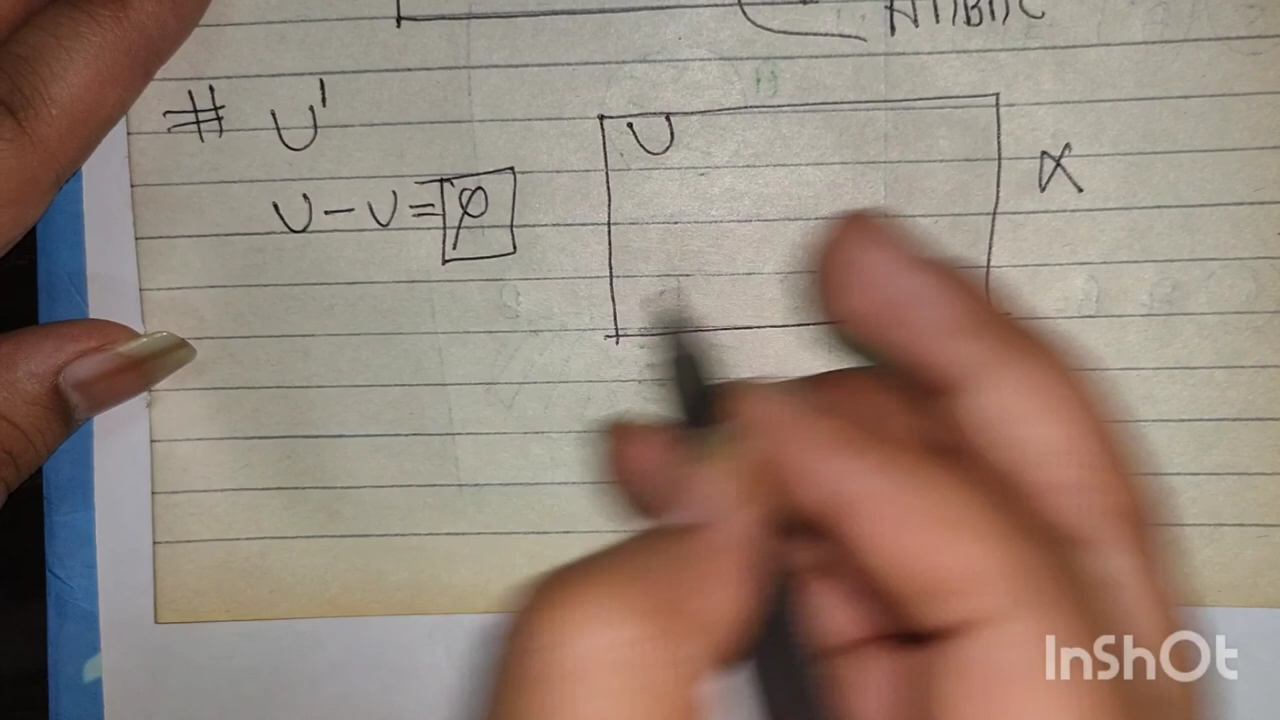 # U'
U
α
U - U = φ
InShOt